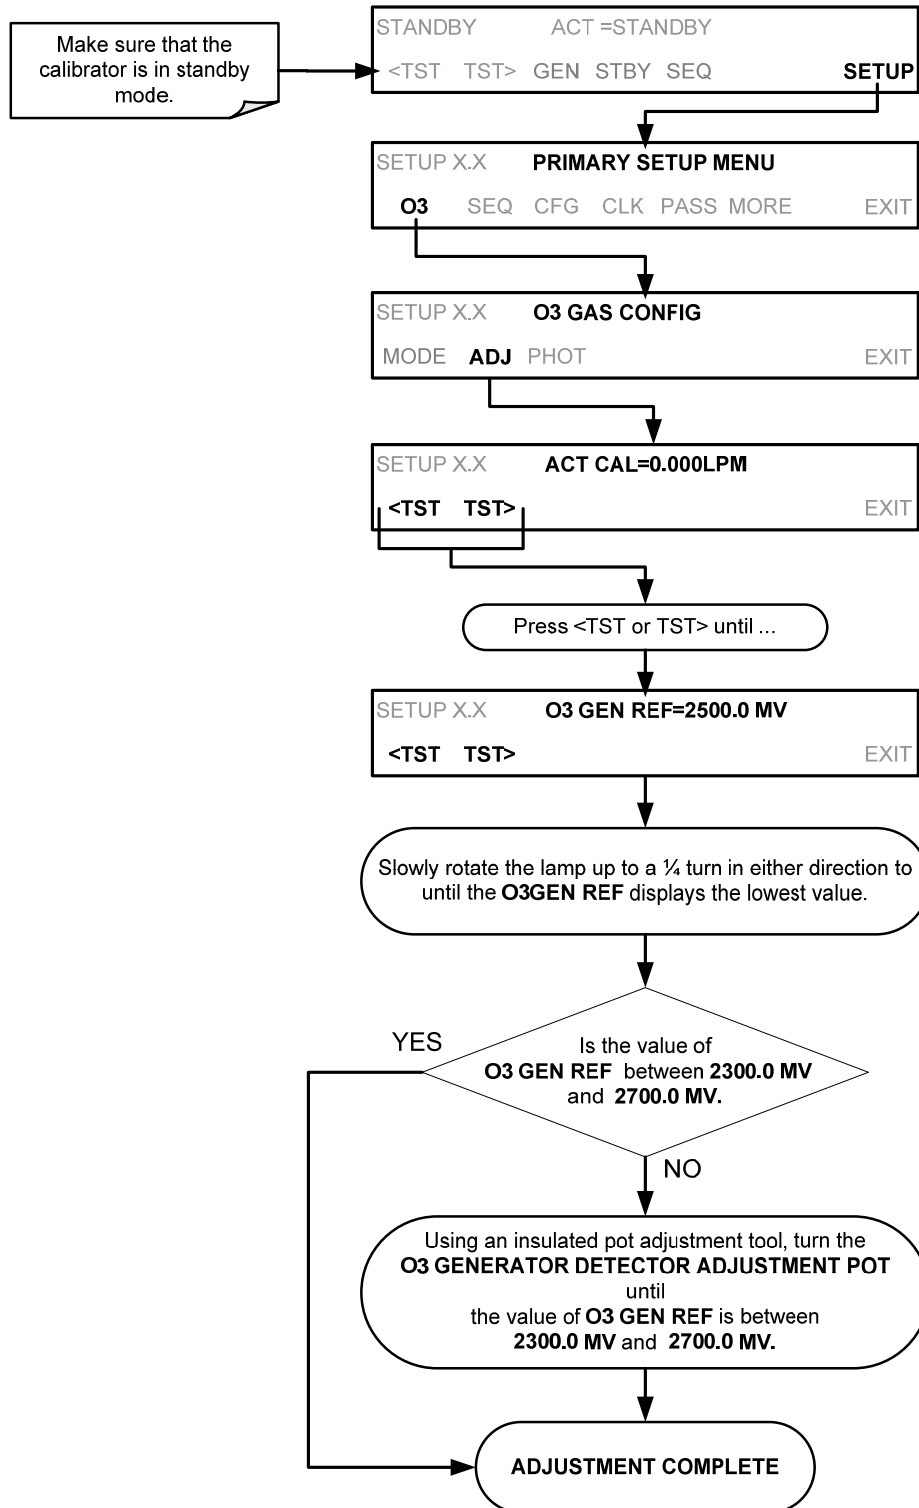 Make sure that the
calibrator is in standby
mode.
STANDBY ACT =STANDBY
<TST TST> GEN STBY SEQ SETUP
SETUP X.X PRIMARY SETUP MENU
O3 SEQ CFG CLK PASS MORE EXIT
SETUP X.X O3 GAS CONFIG
MODE ADJ PHOT EXIT
SETUP X.X ACT CAL=0.000LPM
<TST TST> EXIT
Press <TST or TST> until ...
SETUP X.X O3 GEN REF=2500.0 MV
<TST TST> EXIT
Slowly rotate the lamp up to a ¼ turn in either direction to
until the O3GEN REF displays the lowest value.
YES
Is the value of
O3 GEN REF between 2300.0 MV
and 2700.0 MV.
NO
Using an insulated pot adjustment tool, turn the
O3 GENERATOR DETECTOR ADJUSTMENT POT
until
the value of O3 GEN REF is between
2300.0 MV and 2700.0 MV.
ADJUSTMENT COMPLETE